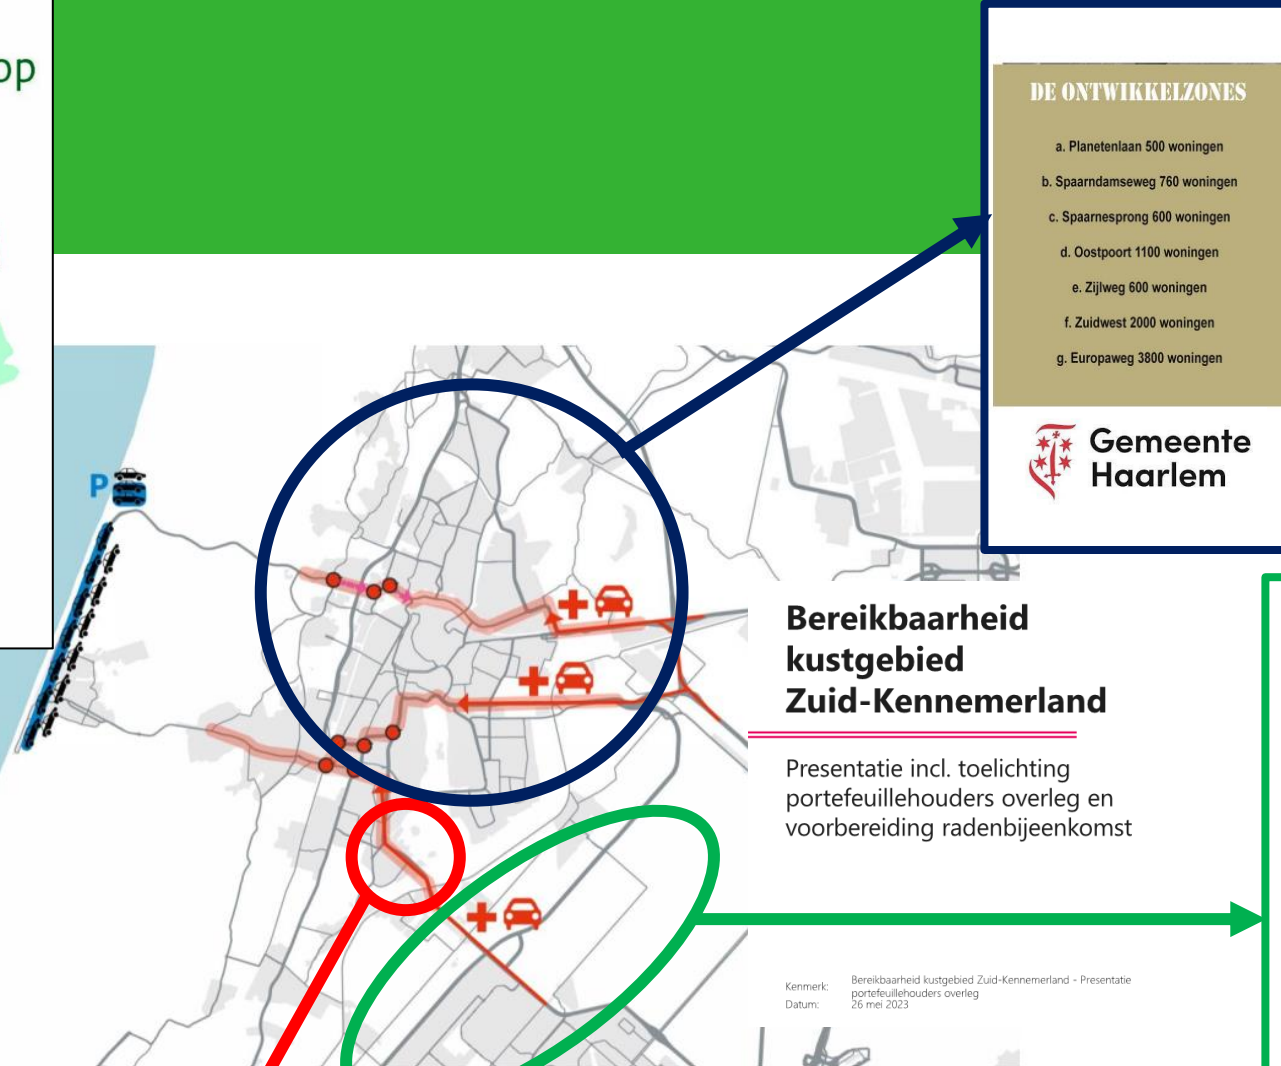 op
DE ONTWIKKELZONES
a. Planetenlaan 500 woningen
b. Spaarndamseweg 760 woningen
c. Spaarnesprong 600 woningen
d. Oostpoort 1100 woningen
e. Zijlweg 600 woningen
f. Zuidwest 2000 woningen
g. Europaweg 3800 woningen
Gemeente
Haarlem
P
Bereikbaarheid
kustgebied
Zuid-Kennemerland
Presentatie incl. toelichting
portefeuillehouders overleg en
voorbereiding radenbijeenkomst
Kenmerk: Bereikbaarheid kustgebied Zuid-Kennemerland - Presentatie
portefeuillehouders overleg
Datum: 26 mei 2023